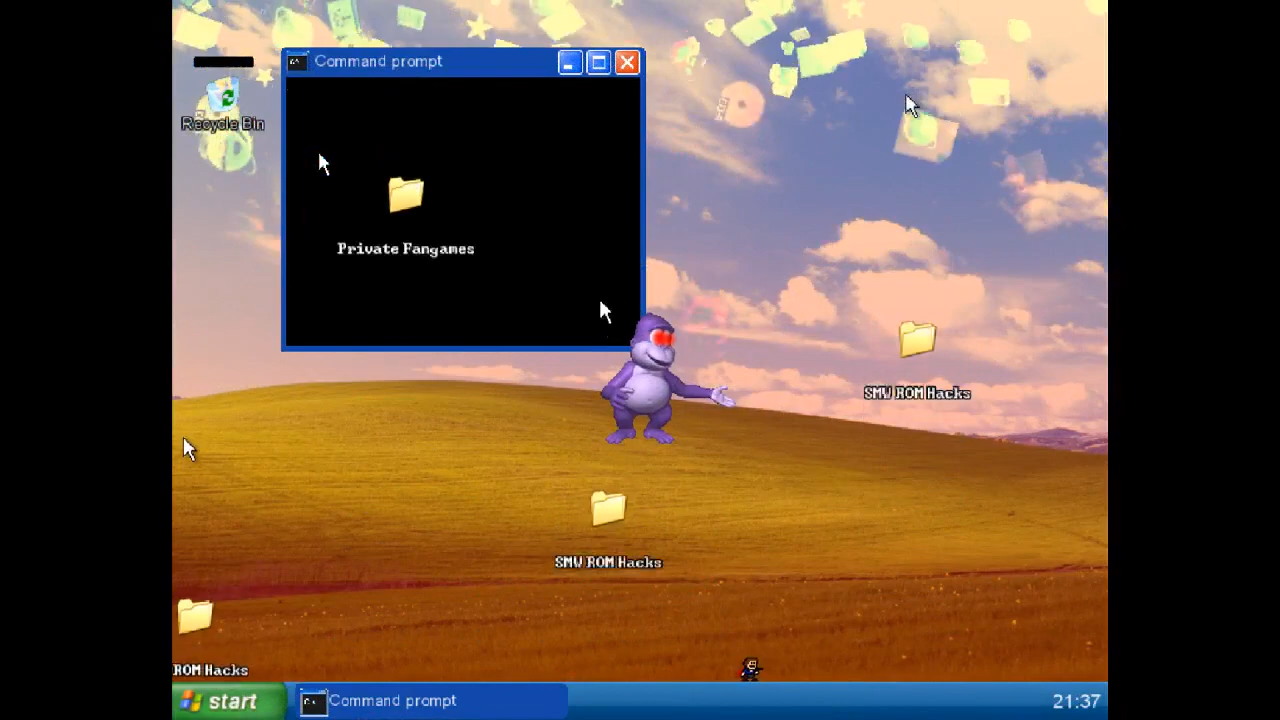 Command prompt
Recycle Bin
Private Fangames
SMW ROM Hacks
SMW ROM Hacks
ROM Hacks
start
Command prompt
21:37